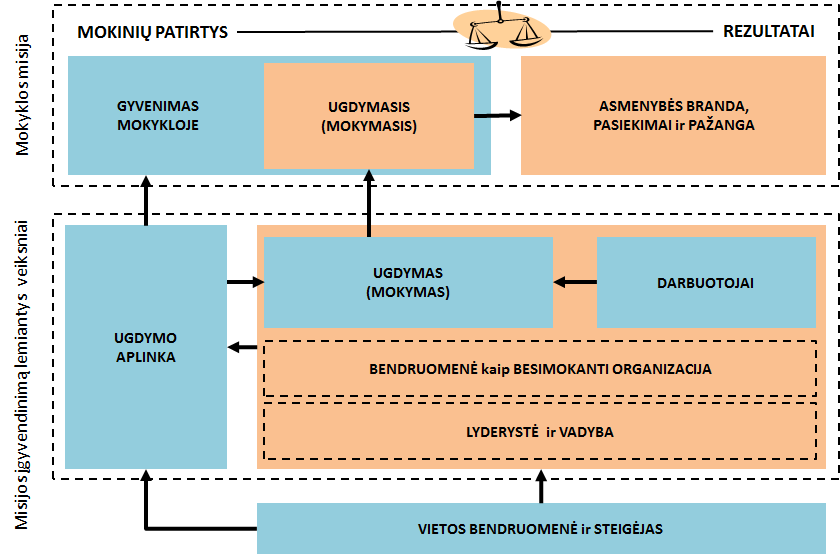 Mokyklos misija
MOKINIŲ PATIRTYS
REZULTATAI
GYVENIMAS
MOKYKLOJE
UGDYMASIS
(MOKYMASIS)
ASMENYBĖS BRANDA,
PASIEKIMAI ir PAŽANGA
Misijos įgyvendinimą lemiantys veiksniai
UGDYMO
APLINKA
UGDYMAS
(MOKYMAS)
DARBUOTOJAI
BENDRUOMENĖ kaip BESIMOKANTI ORGANIZACIJA
LYDERYSTĖ ir VADYBA
VIETOS BENDRUOMENĖ ir STEIGĖJAS